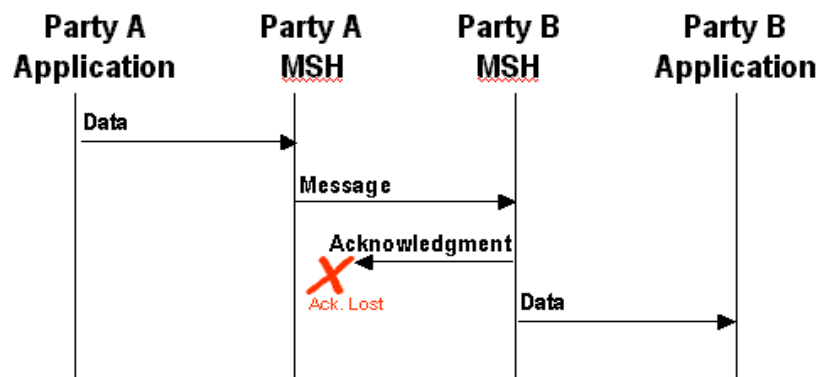 Party A
Application
Party A
MSH
Party B
MSH
Party B
Application
Data
Message
Acknowledgment
Ack. Lost
Data